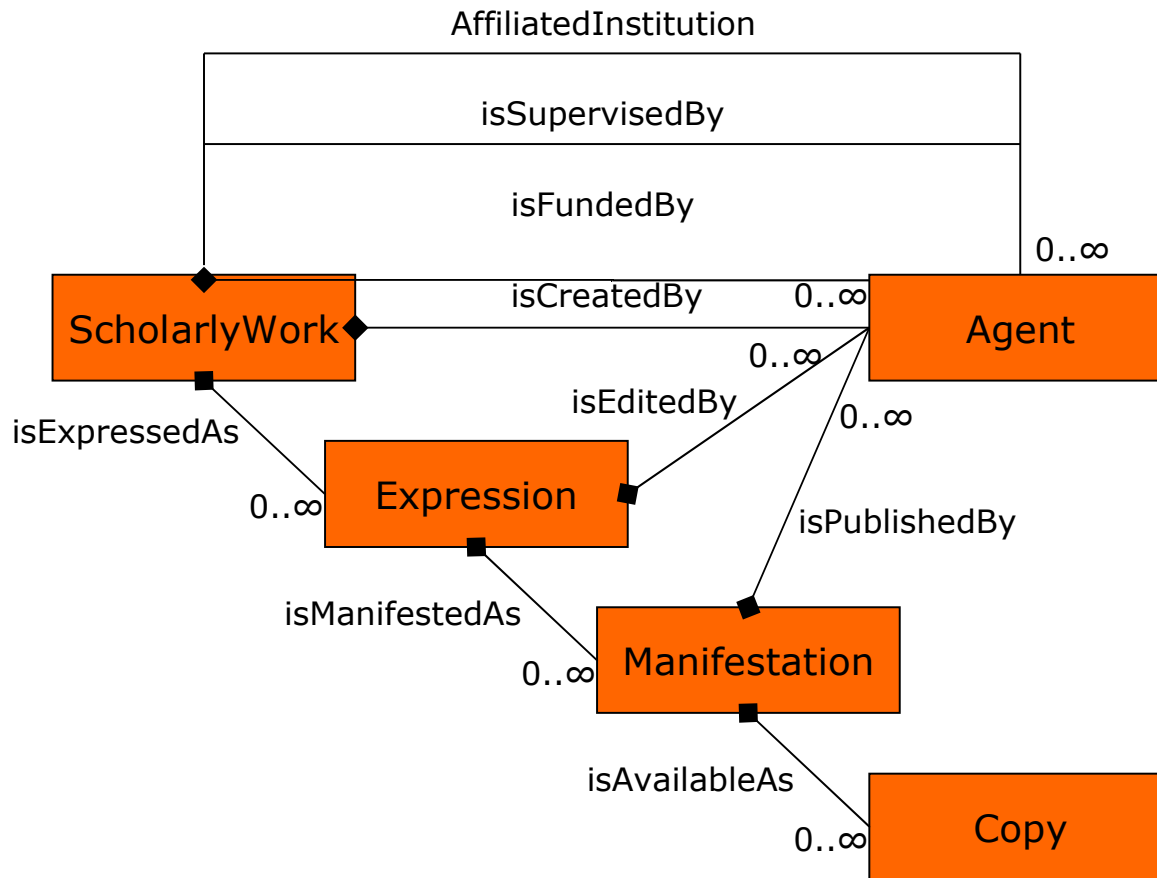 AffiliatedInstitution
isSupervisedBy
isFundedBy
0..∞
isCreatedBy
0..∞
ScholarlyWork
Agent
0..∞
isEditedBy
0..∞
isExpressedAs
Expression
0..∞
isPublishedBy
isManifestedAs
Manifestation
0..∞
isAvailableAs
Copy
0..∞